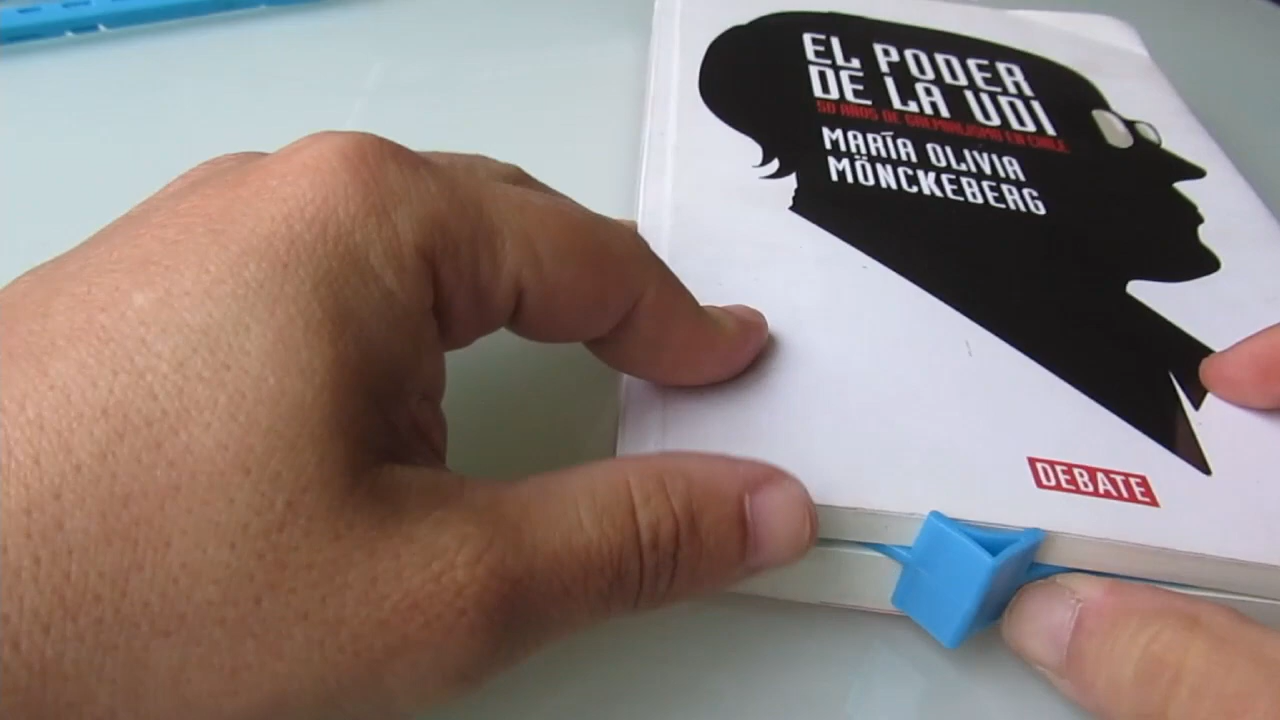 EL PODER
DE LA UDI
50 AÑOS DE GREMIALISMO EN CHILE
MARÍA OLIVIA
MÖNCKEBERG
DEBATE